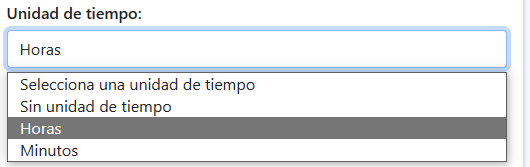 Unidad de tiempo:
Horas
Selecciona una unidad de tiempo
Sin unidad de tiempo
Horas
Minutos